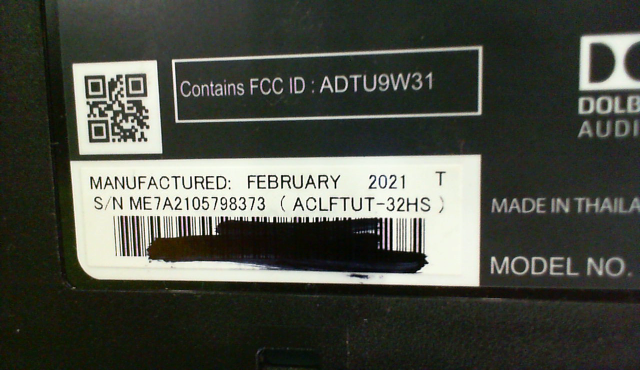 Contains FCC ID : ADTU9W31
DOLB
AUDI
MANUFACTURED: FEBRUARY 2021 T
S/N ME7A2105798373 ( ACLFTUT-32HS )
MADE IN THAILA
MODEL NO.